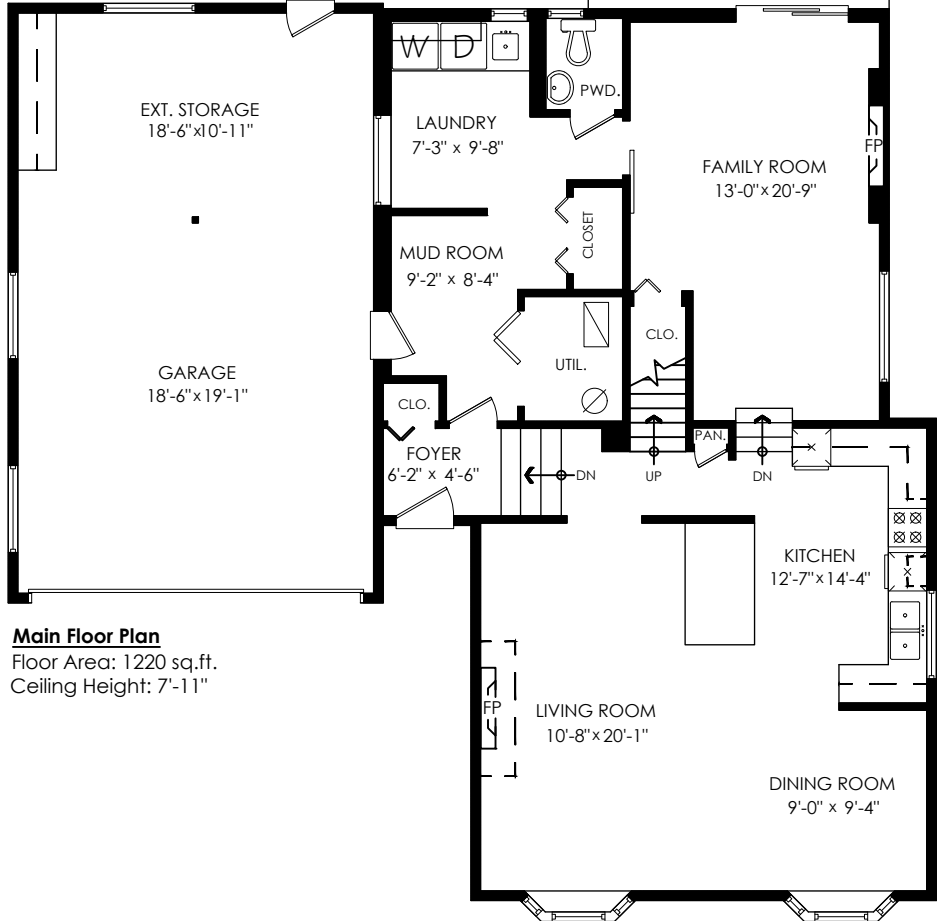 EXT. STORAGE
18'-6"x10'-11"
W D
LAUNDRY
7'-3" x 9'-8"
PWD.
FAMILY ROOM
13'-0" x 20'-9"
FP
CLOSET
MUD ROOM
9'-2" x 8'-4"
CLO.
UTIL.
GARAGE
18'-6"x19'-1"
CLO.
FOYER
6'-2" x 4'-6"
DN
UP
PAN.
DN
KITCHEN
12'-7"x14'-4"
Main Floor Plan
Floor Area: 1220 sq.ft.
Ceiling Height: 7'-11"
FP
LIVING ROOM
10'-8"x20'-1"
DINING ROOM
9'-0" x 9'-4"